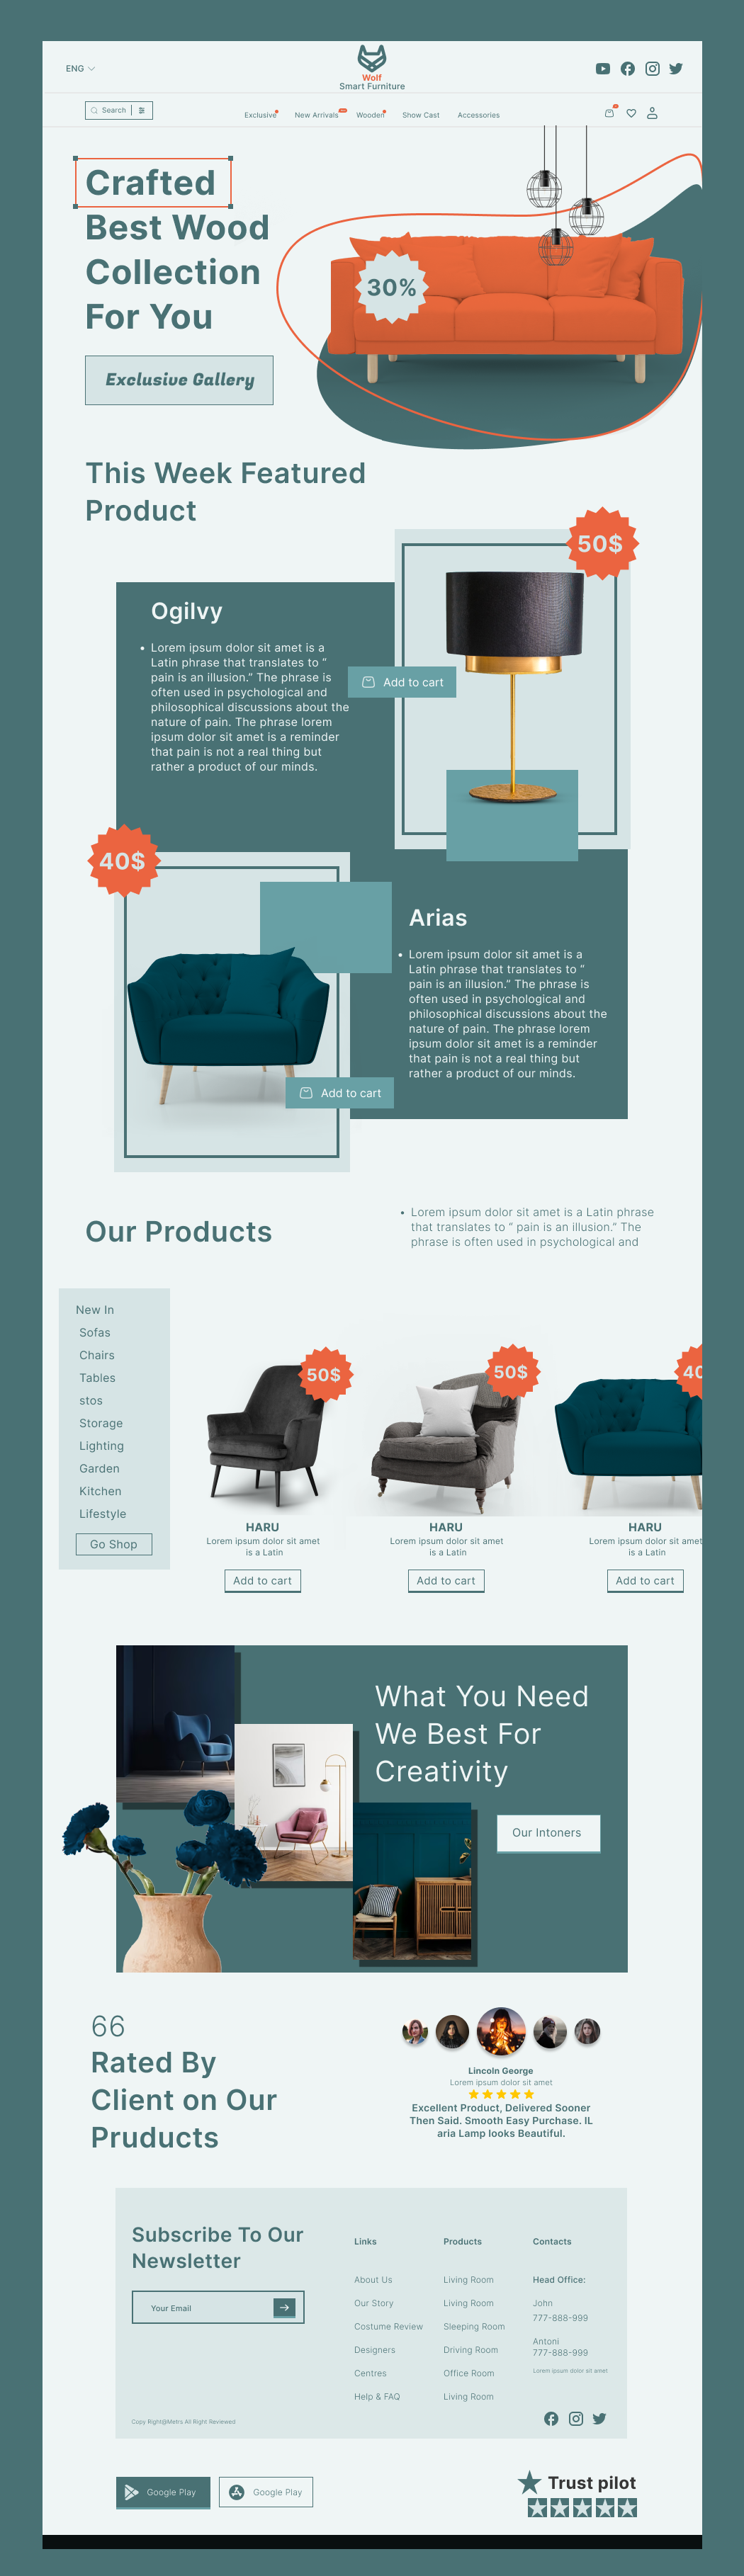 ENG
Wolf
Smart Furniture
Search
Exclusive
New Arrivals
Wooden
Show Cast
Accessories
Crafted
Best Wood
Collection
For You
30%
Exclusive Gallery
This Week Featured
Product
50$
Ogilvy
• Lorem ipsum dolor sit amet is a
Latin phrase that translates to “
pain is an illusion.” The phrase is
often used in psychological and
philosophical discussions about the
nature of pain. The phrase lorem
ipsum dolor sit amet is a reminder
that pain is not a real thing but
rather a product of our minds.
Add to cart
40$
Arias
• Lorem ipsum dolor sit amet is a
Latin phrase that translates to “
pain is an illusion.” The phrase is
often used in psychological and
philosophical discussions about the
nature of pain. The phrase lorem
ipsum dolor sit amet is a reminder
that pain is not a real thing but
rather a product of our minds.
Add to cart
Our Products
• Lorem ipsum dolor sit amet is a Latin phrase
that translates to “ pain is an illusion.” The
phrase is often used in psychological and
New In
Sofas
Chairs
Tables
stos
Storage
Lighting
Garden
Kitchen
Lifestyle
Go Shop
50$
HARU
Lorem ipsum dolor sit amet
is a Latin
Add to cart
50$
HARU
Lorem ipsum dolor sit amet
is a Latin
Add to cart
40
HARU
Lorem ipsum dolor sit amet
is a Latin
Add to cart
What You Need
We Best For
Creativity
Our Intoners
66
Rated By
Client on Our
Pruducts
Lincoln George
Lorem ipsum dolor sit amet
Excellent Product, Delivered Sooner
Then Said. Smooth Easy Purchase. IL
aria Lamp looks Beautiful.
Subscribe To Our
Newsletter
Your Email
Copy Right@Metrs All Right Reviewed
Links
About Us
Our Story
Costume Review
Designers
Centres
Help & FAQ
Products
Living Room
Living Room
Sleeping Room
Driving Room
Office Room
Living Room
Contacts
Head Office:
John
777-888-999
Antoni
777-888-999
Lorem ipsum dolor sit amet
Google Play
Google Play
Trust pilot